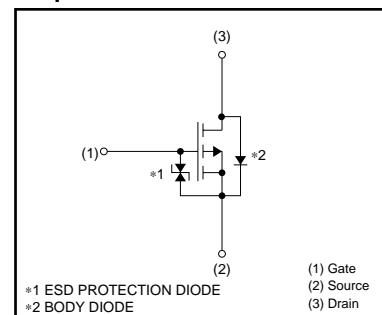 (3)
(1)
∗1
∗2
(2)
∗1 ESD PROTECTION DIODE
∗2 BODY DIODE
(1) Gate
(2) Source
(3) Drain